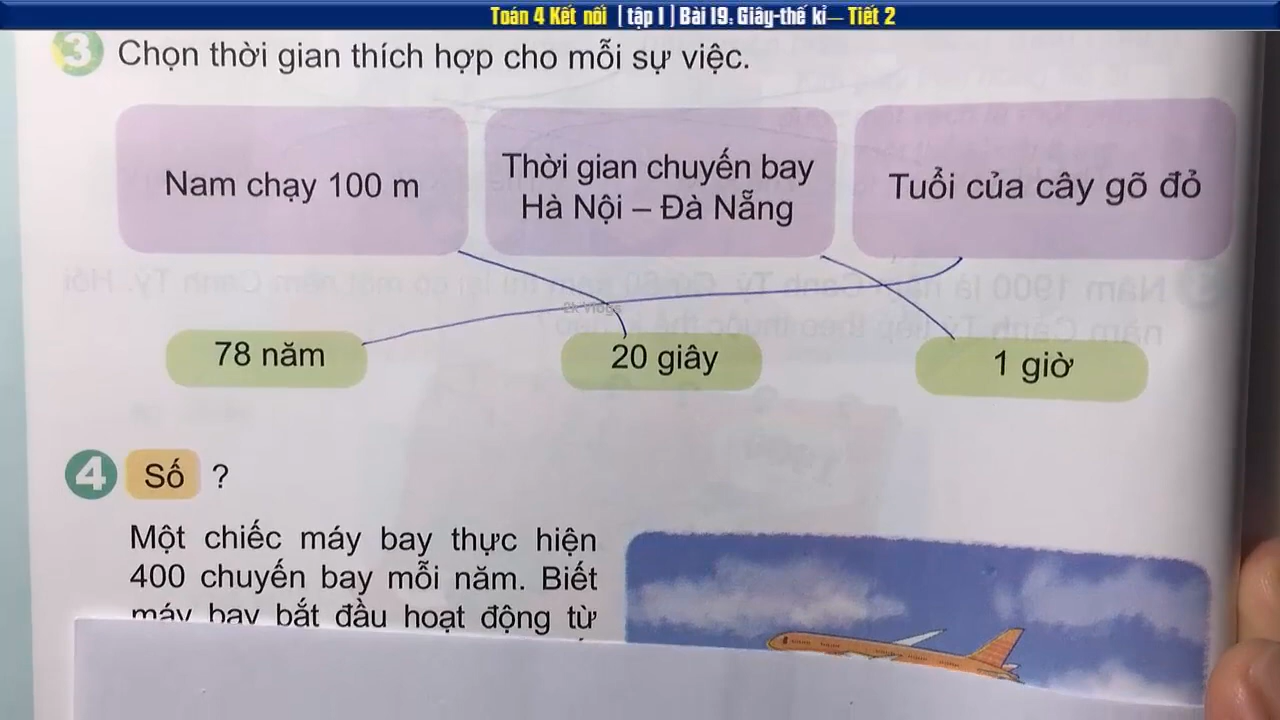 Toán 4 Kết nối ( tập 1 ) Bài 19: Giây-thế kỉ— Tiết 2
3 Chọn thời gian thích hợp cho mỗi sự việc.
Nam chạy 100 m
Thời gian chuyến bay
Hà Nội – Đà Nẵng
Tuổi của cây gõ đỏ
2k Vlogs
78 năm
20 giây
1 giờ
4 Số ?
Một chiếc máy bay thực hiện
400 chuyến bay mỗi năm. Biết
máy bay bắt đầu hoạt động từ